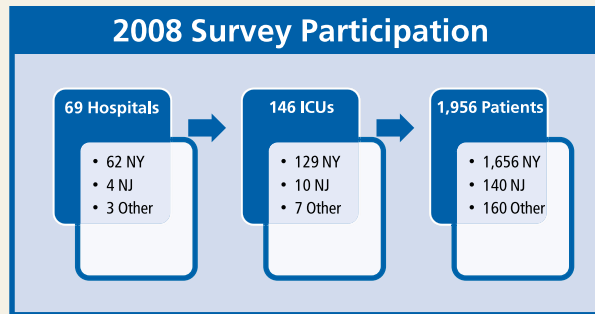 2008 Survey Participation
69 Hospitals
• 62 NY
• 4 NJ
• 3 Other
146 ICUs
• 129 NY
• 10 NJ
• 7 Other
1,956 Patients
• 1,656 NY
• 140 NJ
• 160 Other